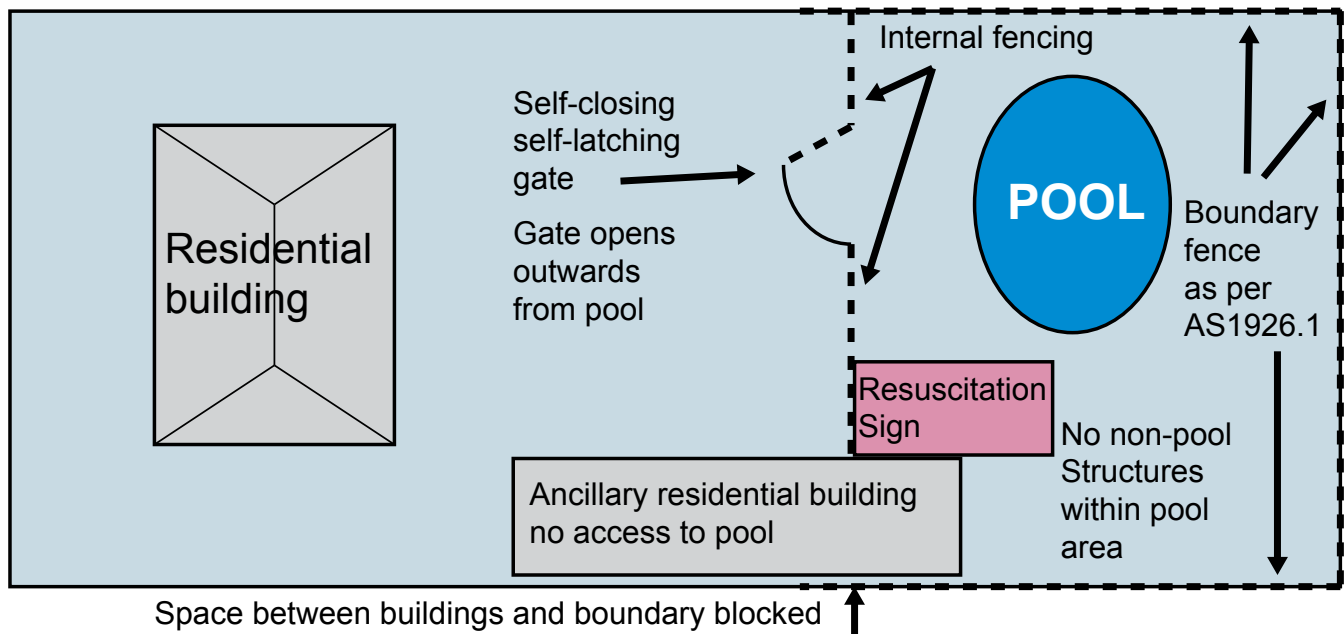 Internal fencing
Self-closing
self-latching
gate
Gate opens
outwards
from pool
Residential
building
POOL
Boundary
fence
as per
AS1926.1
Resuscitation
Sign
No non-pool
Structures
within pool
area
Ancillary residential building
no access to pool
Space between buildings and boundary blocked